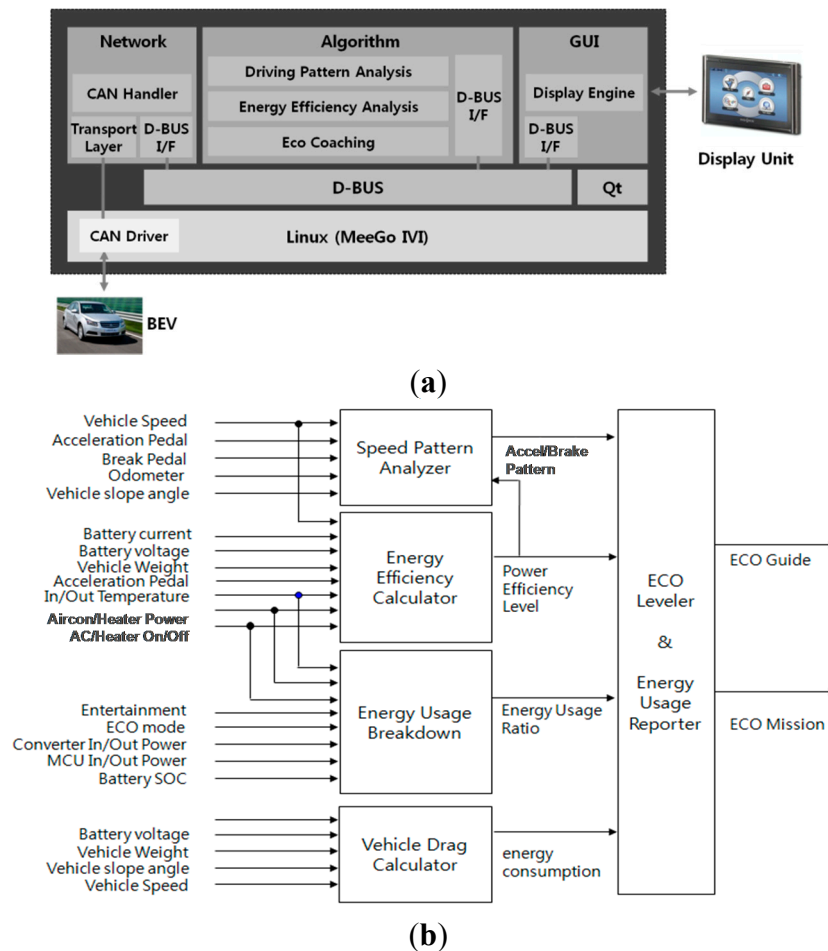 Network
Algorithm
GUI
CAN Handler
Transport
Layer
D-BUS
I/F
Driving Pattern Analysis
Energy Efficiency Analysis
Eco Coaching
D-BUS
I/F
Display Engine
D-BUS
I/F
Display Unit
D-BUS
Qt
CAN Driver
Linux (MeeGo IVI)
BEV
(a)
Vehicle Speed
Acceleration Pedal
Break Pedal
Odometer
Vehicle slope angle
Speed Pattern
Analyzer
Accel/Brake
Pattern
Battery current
Battery voltage
Vehicle Weight
Acceleration Pedal
In/Out Temperature
Aircon/Heater Power
AC/Heater On/Off
Energy
Efficiency
Calculator
Power
Efficiency
Level
Entertainment
ECO mode
Converter In/Out Power
MCU In/Out Power
Battery SOC
Energy Usage
Breakdown
Energy Usage
Ratio
Battery voltage
Vehicle Weight
Vehicle slope angle
Vehicle Speed
Vehicle Drag
Calculator
energy
consumption
ECO
Leveler
&
Energy
Usage
Reporter
ECO Guide
ECO Mission
(b)